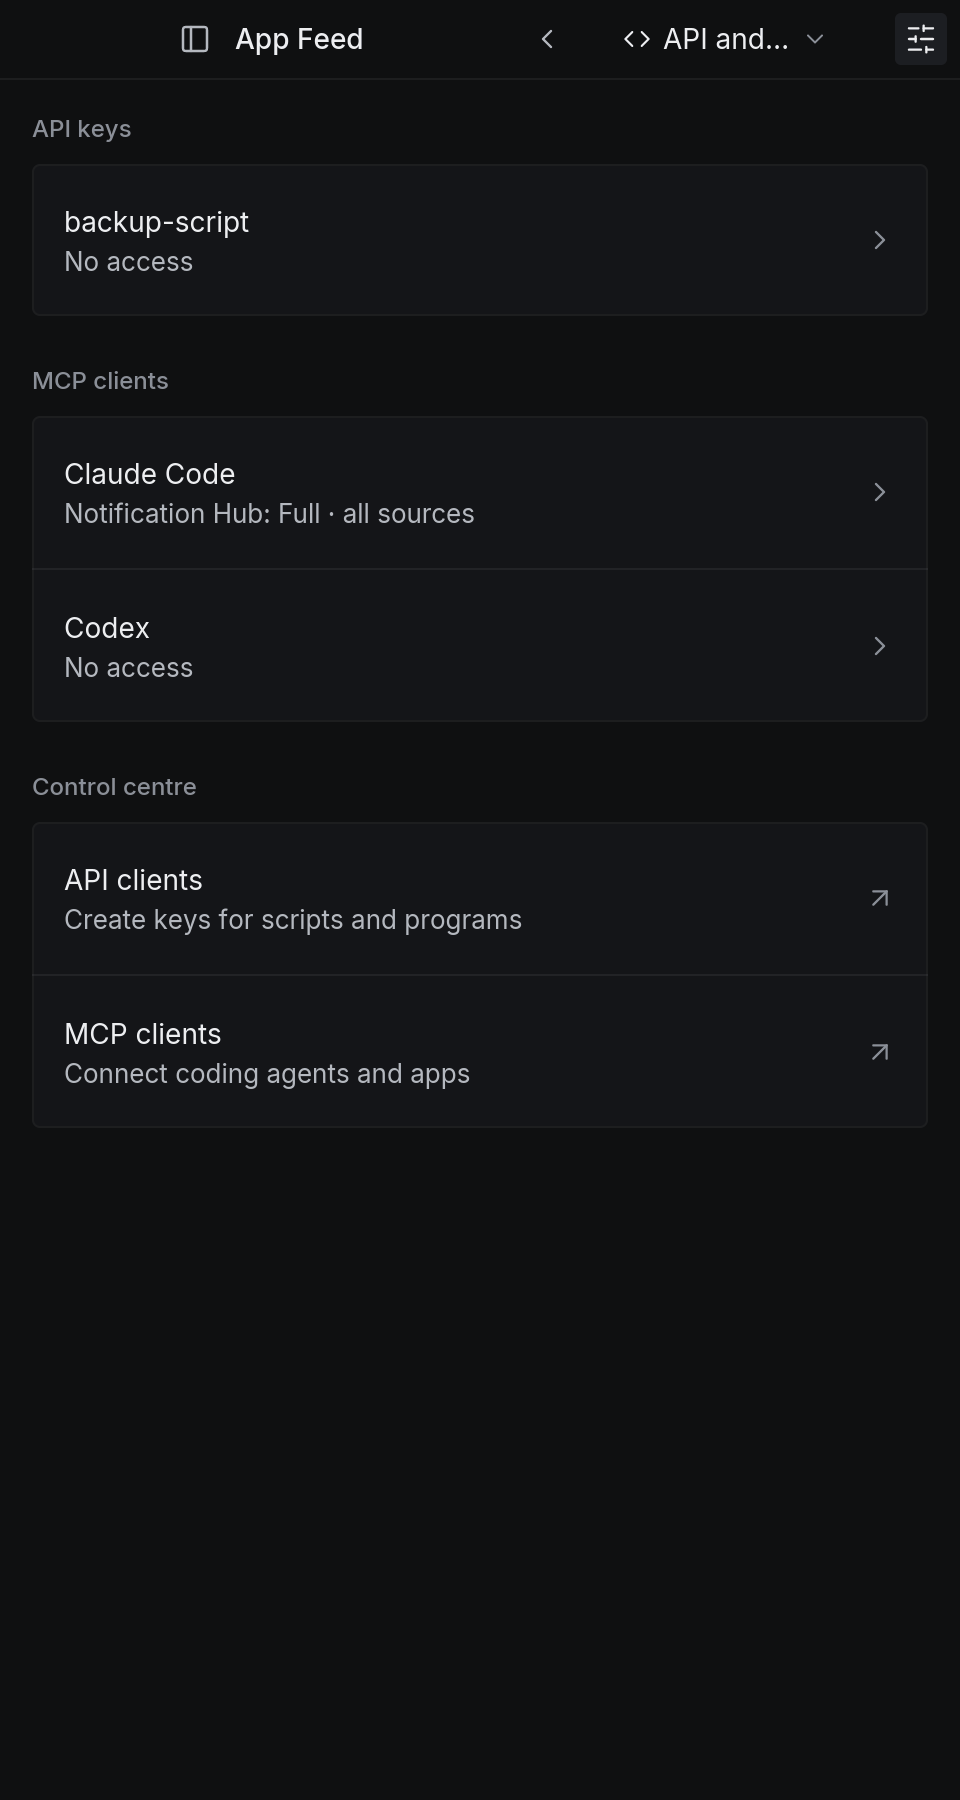 App Feed
API and...
API keys
backup-script
No access
MCP clients
Claude Code
Notification Hub: Full · all sources
Codex
No access
Control centre
API clients
Create keys for scripts and programs
MCP clients
Connect coding agents and apps